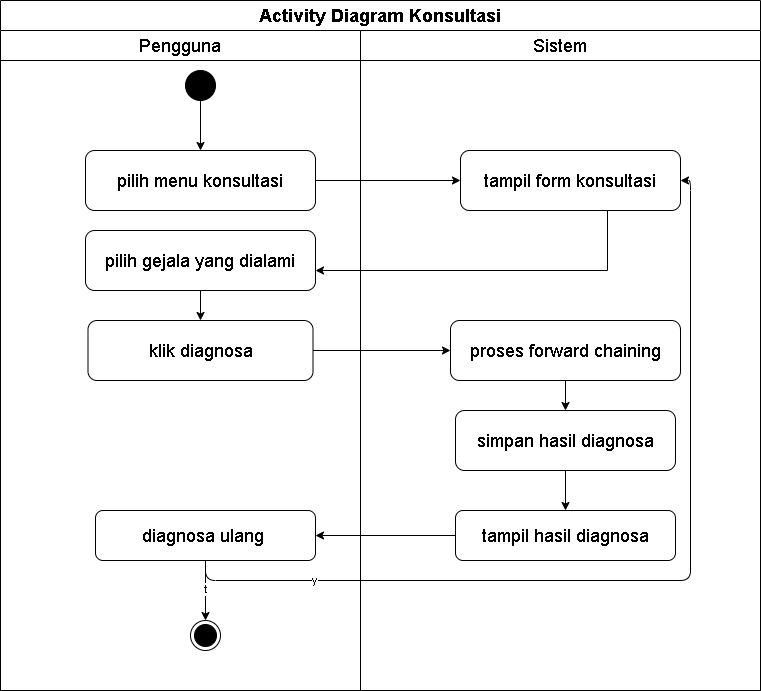 Activity Diagram Konsultasi
Pengguna
Sistem
pilih menu konsultasi
tampil form konsultasi
pilih gejala yang dialami
klik diagnosa
proses forward chaining
simpan hasil diagnosa
diagnosa ulang
tampil hasil diagnosa
y
t